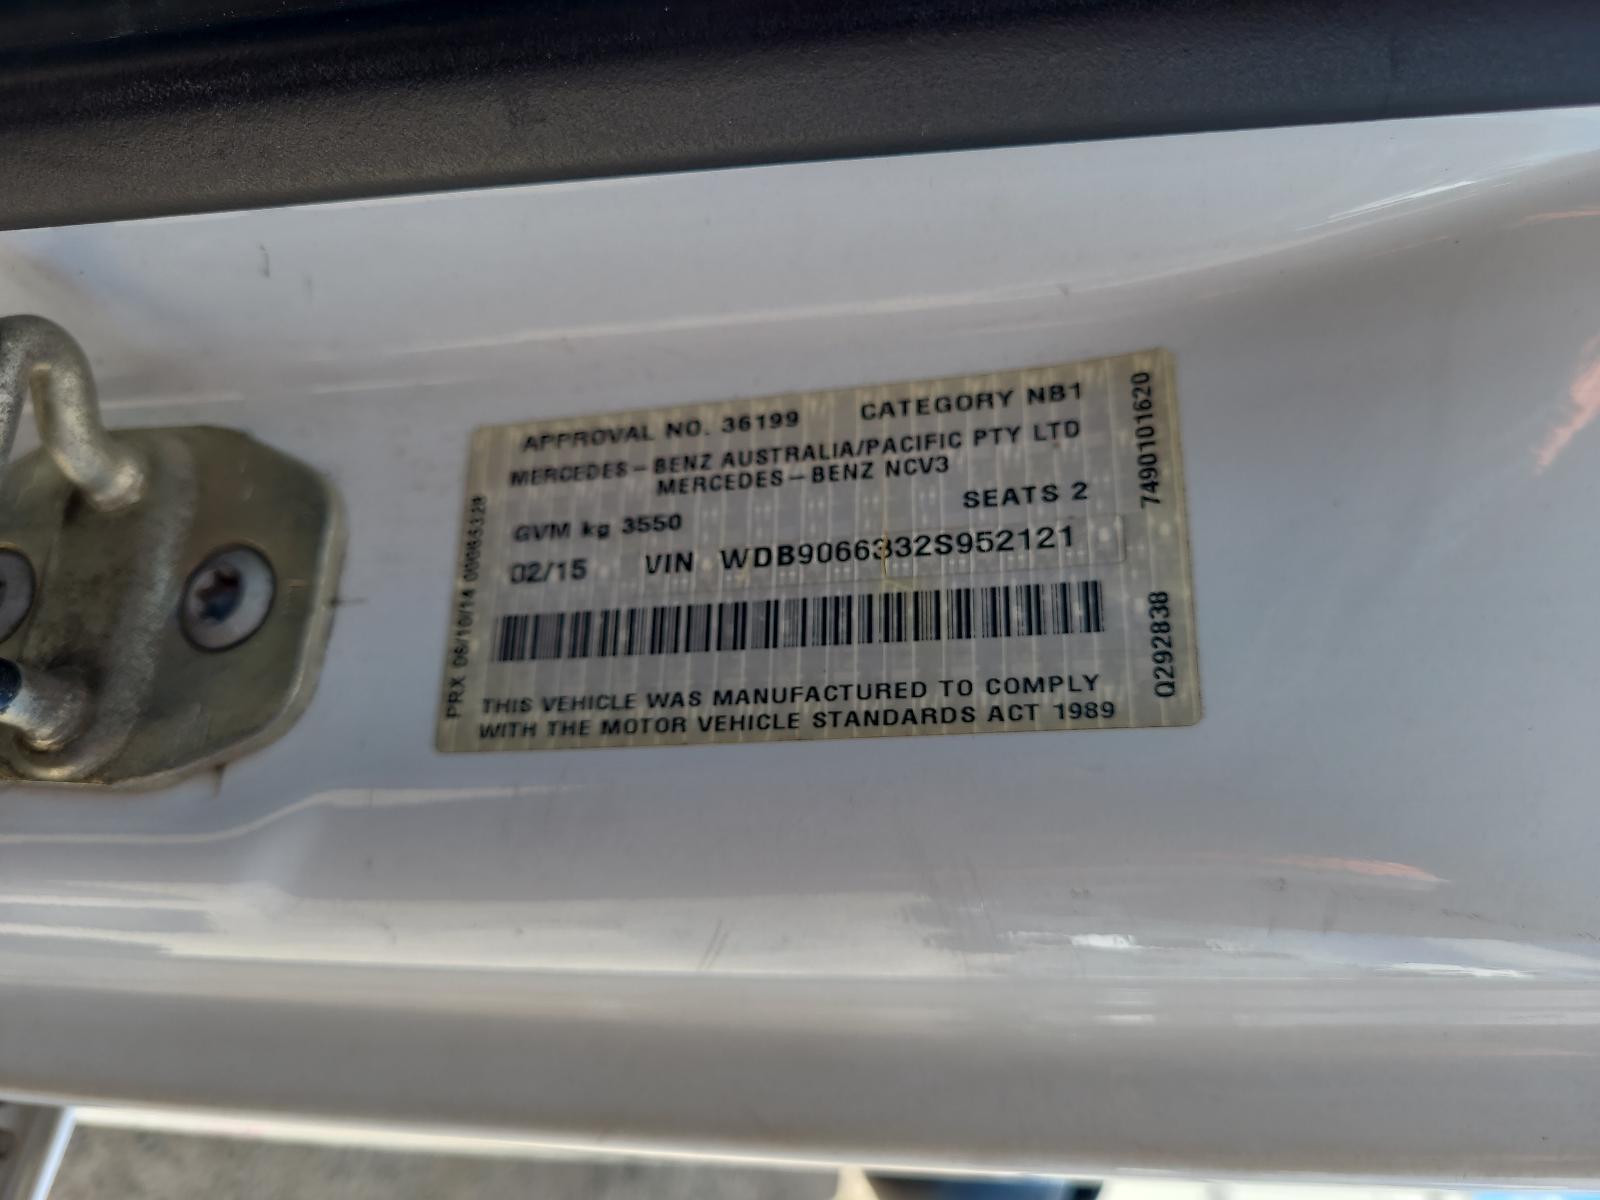 APPROVAL NO. 36199 CATEGORY NB1
MERCEDES-BENZ AUSTRALIA/PACIFIC PTY LTD
MERCEDES-BENZ NCV3
GVM kg 3550 SEATS 2
02/15 VIN WDB9066332S952121
THIS VEHICLE WAS MANUFACTURED TO COMPLY
WITH THE MOTOR VEHICLE STANDARDS ACT 1989
PRX
7490101620
Q292838